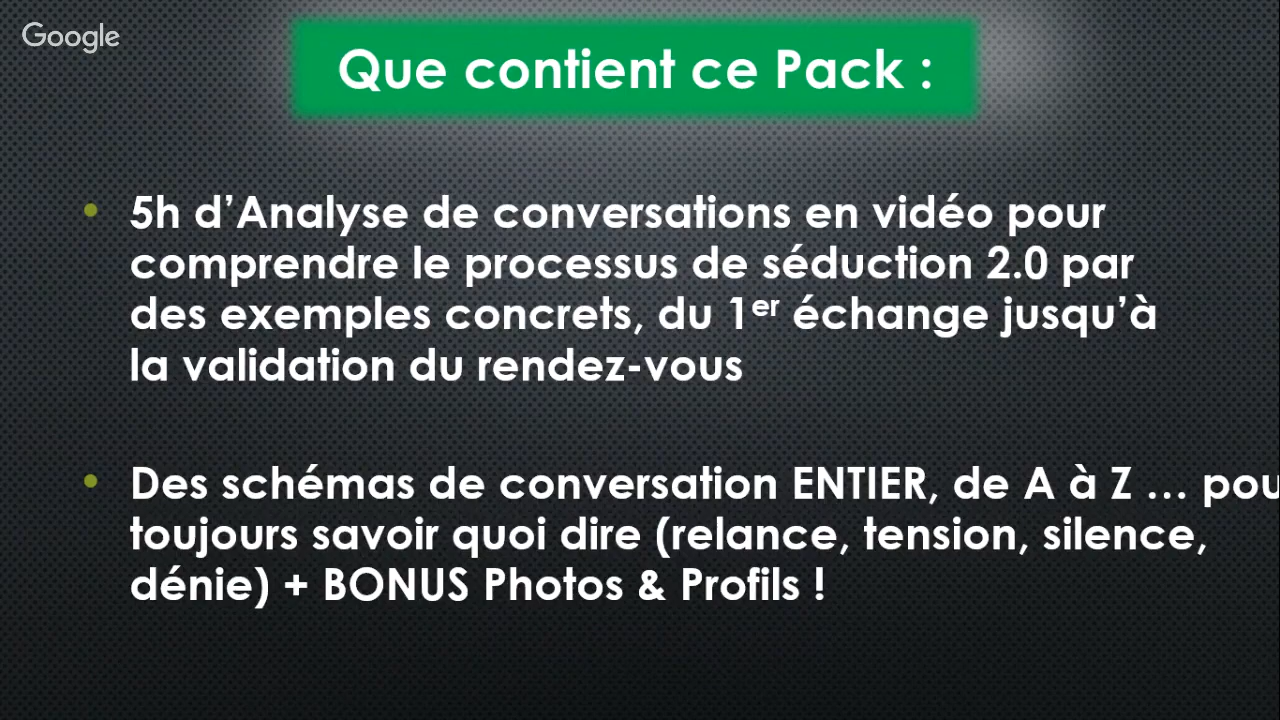 Google
Que contient ce Pack :
• 5h d’Analyse de conversations en vidéo pour
comprendre le processus de séduction 2.0 par
des exemples concrets, du 1er échange jusqu’à
la validation du rendez-vous
• Des schémas de conversation ENTIER, de A à Z … pou
toujours savoir quoi dire (relance, tension, silence,
dénie) + BONUS Photos & Profils !